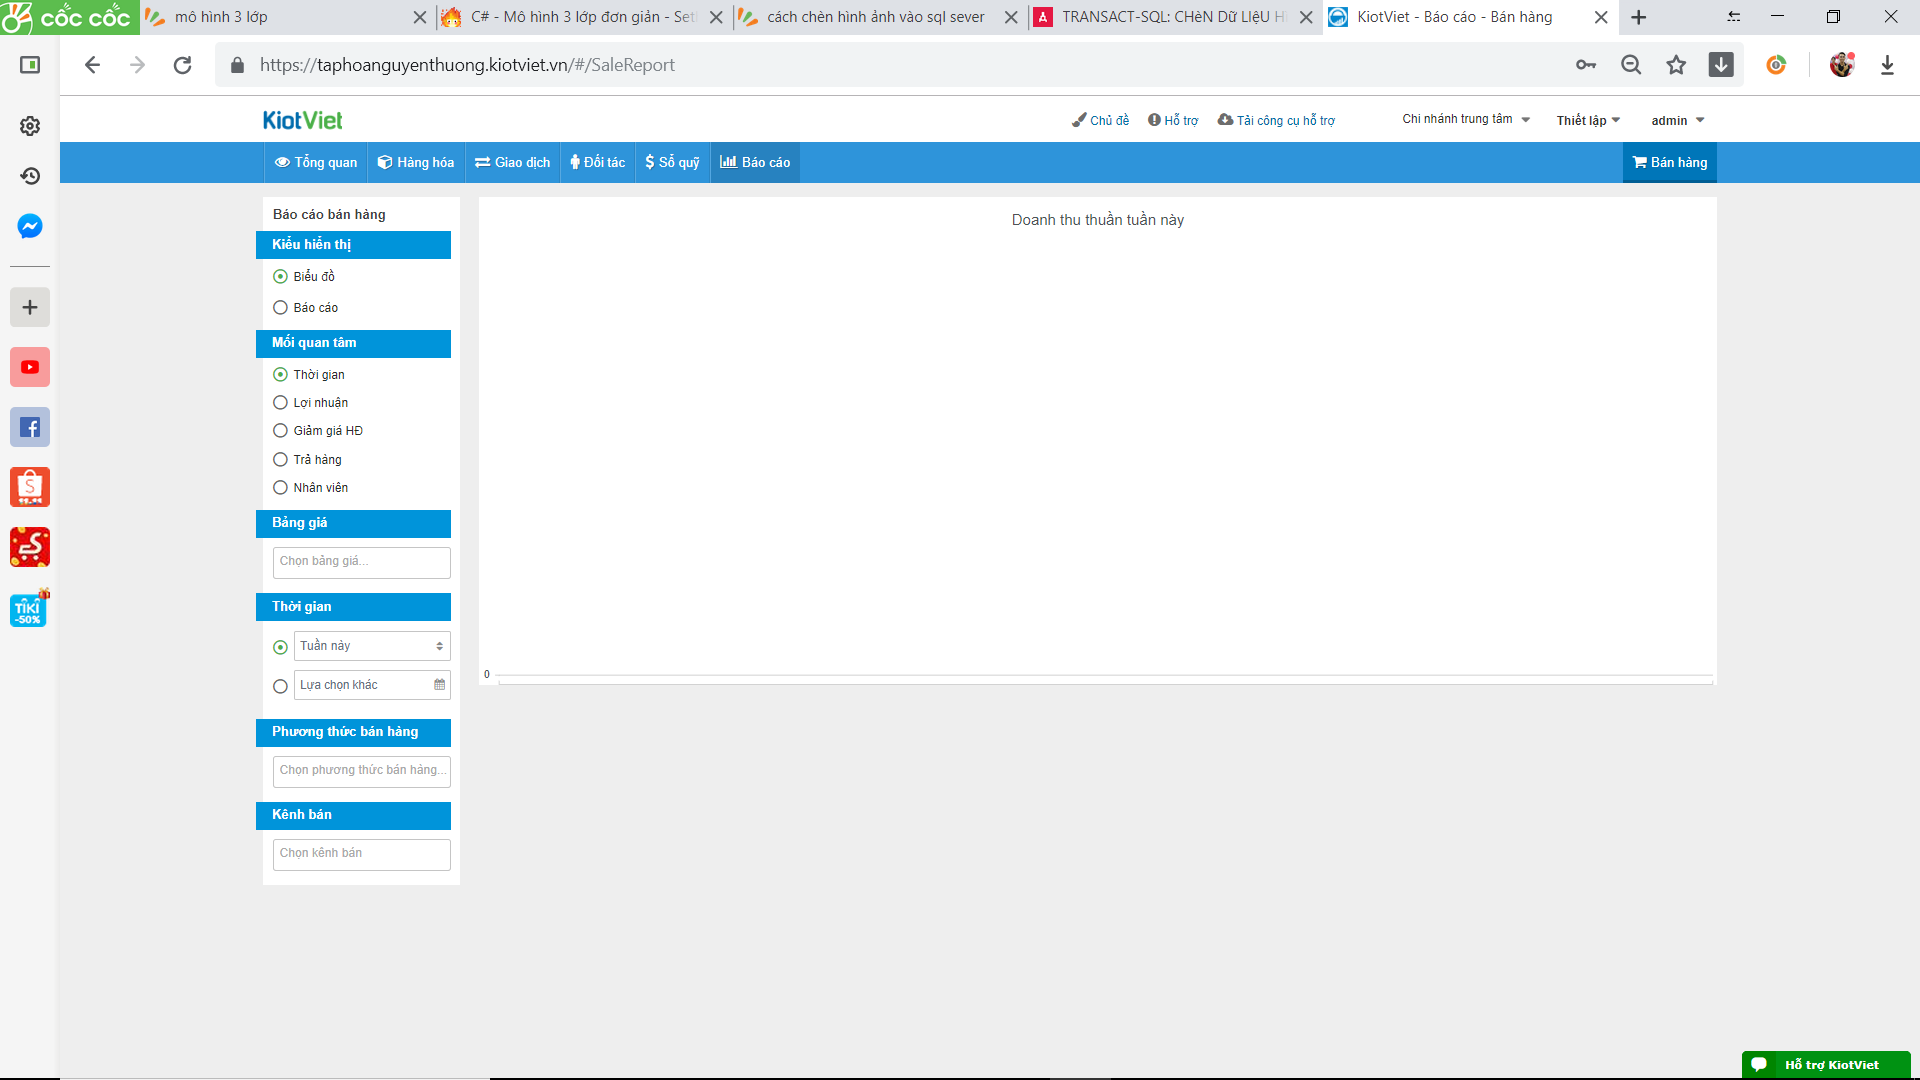 cốc cốc
mô hình 3 lớp
C# - Mô hình 3 lớp đơn giản - Set
cách chèn hình ảnh vào sql sever
TRANSACT-SQL: CHèN Dữ LIệU H
KiotViet - Báo cáo - Bán hàng
https://taphoanguyenthuong.kiotviet.vn/#/SaleReport
KiotViet
Chủ đề
Hỗ trợ
Tải công cụ hỗ trợ
Chi nhánh trung tâm
Thiết lập
admin
Tổng quan
Hàng hóa
Giao dịch
Đối tác
Sổ quỹ
Báo cáo
Bán hàng
Báo cáo bán hàng
Kiểu hiển thị
Biểu đồ
Báo cáo
Mối quan tâm
Thời gian
Lợi nhuận
Giảm giá HĐ
Trả hàng
Nhân viên
Bảng giá
Chọn bảng giá...
Thời gian
Tuần này
Lựa chọn khác
Phương thức bán hàng
Chọn phương thức bán hàng...
Kênh bán
Chọn kênh bán
Doanh thu thuần tuần này
0
TIKI
-50%
Hỗ trợ KiotViet